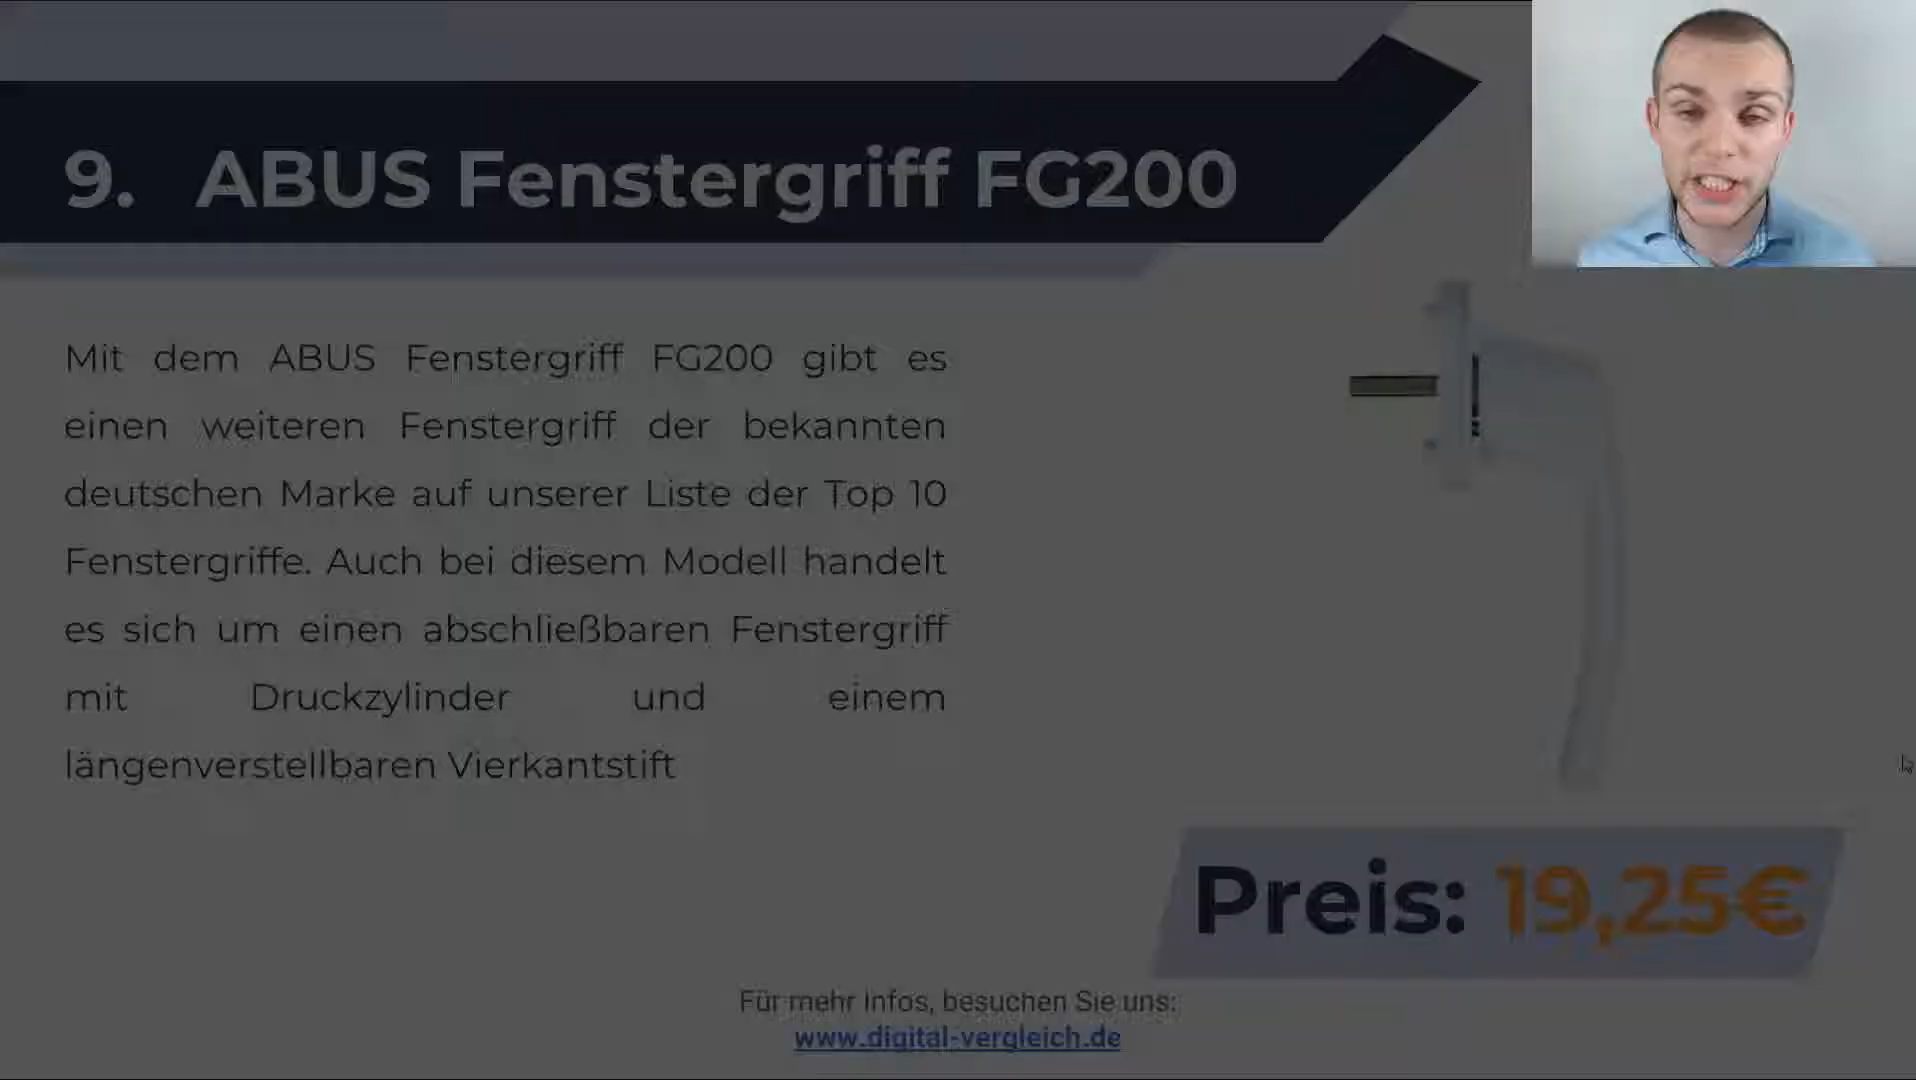 9. ABUS Fenstergriff FG200
Mit dem ABUS Fenstergriff FG200 gibt es
einen weiteren Fenstergriff der bekannten
deutschen Marke auf unserer Liste der Top 10
Fenstergriffe. Auch bei diesem Modell handelt
es sich um einen abschließbaren Fenstergriff
mit Druckzylinder und einem
längenverstellbaren Vierkantstift
Preis: 19,25€
Für mehr Infos, besuchen Sie uns:
www.digital-vergleich.de